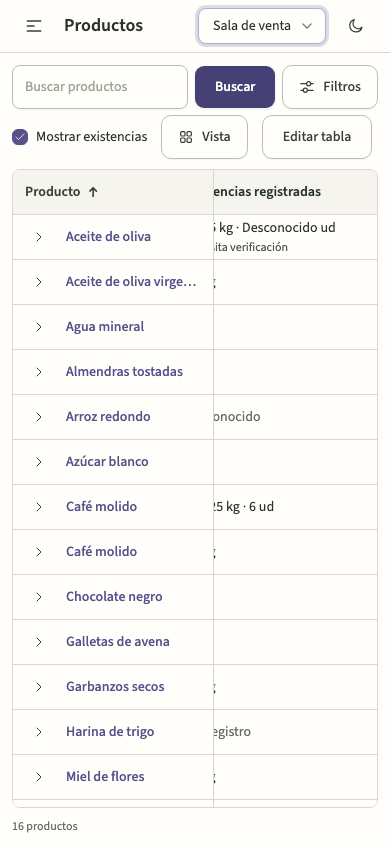 Productos
Sala de venta
Buscar productos
Buscar
Filtros
Mostrar existencias
Vista
Editar tabla
Producto
encias registradas
Aceite de oliva
kg · Desconocido ud
sita verificación
Aceite de oliva virge…
Agua mineral
Almendras tostadas
Arroz redondo
onocido
Azúcar blanco
Café molido
25 kg · 6 ud
Café molido
Chocolate negro
Galletas de avena
Garbanzos secos
Harina de trigo
egistro
Miel de flores
16 productos